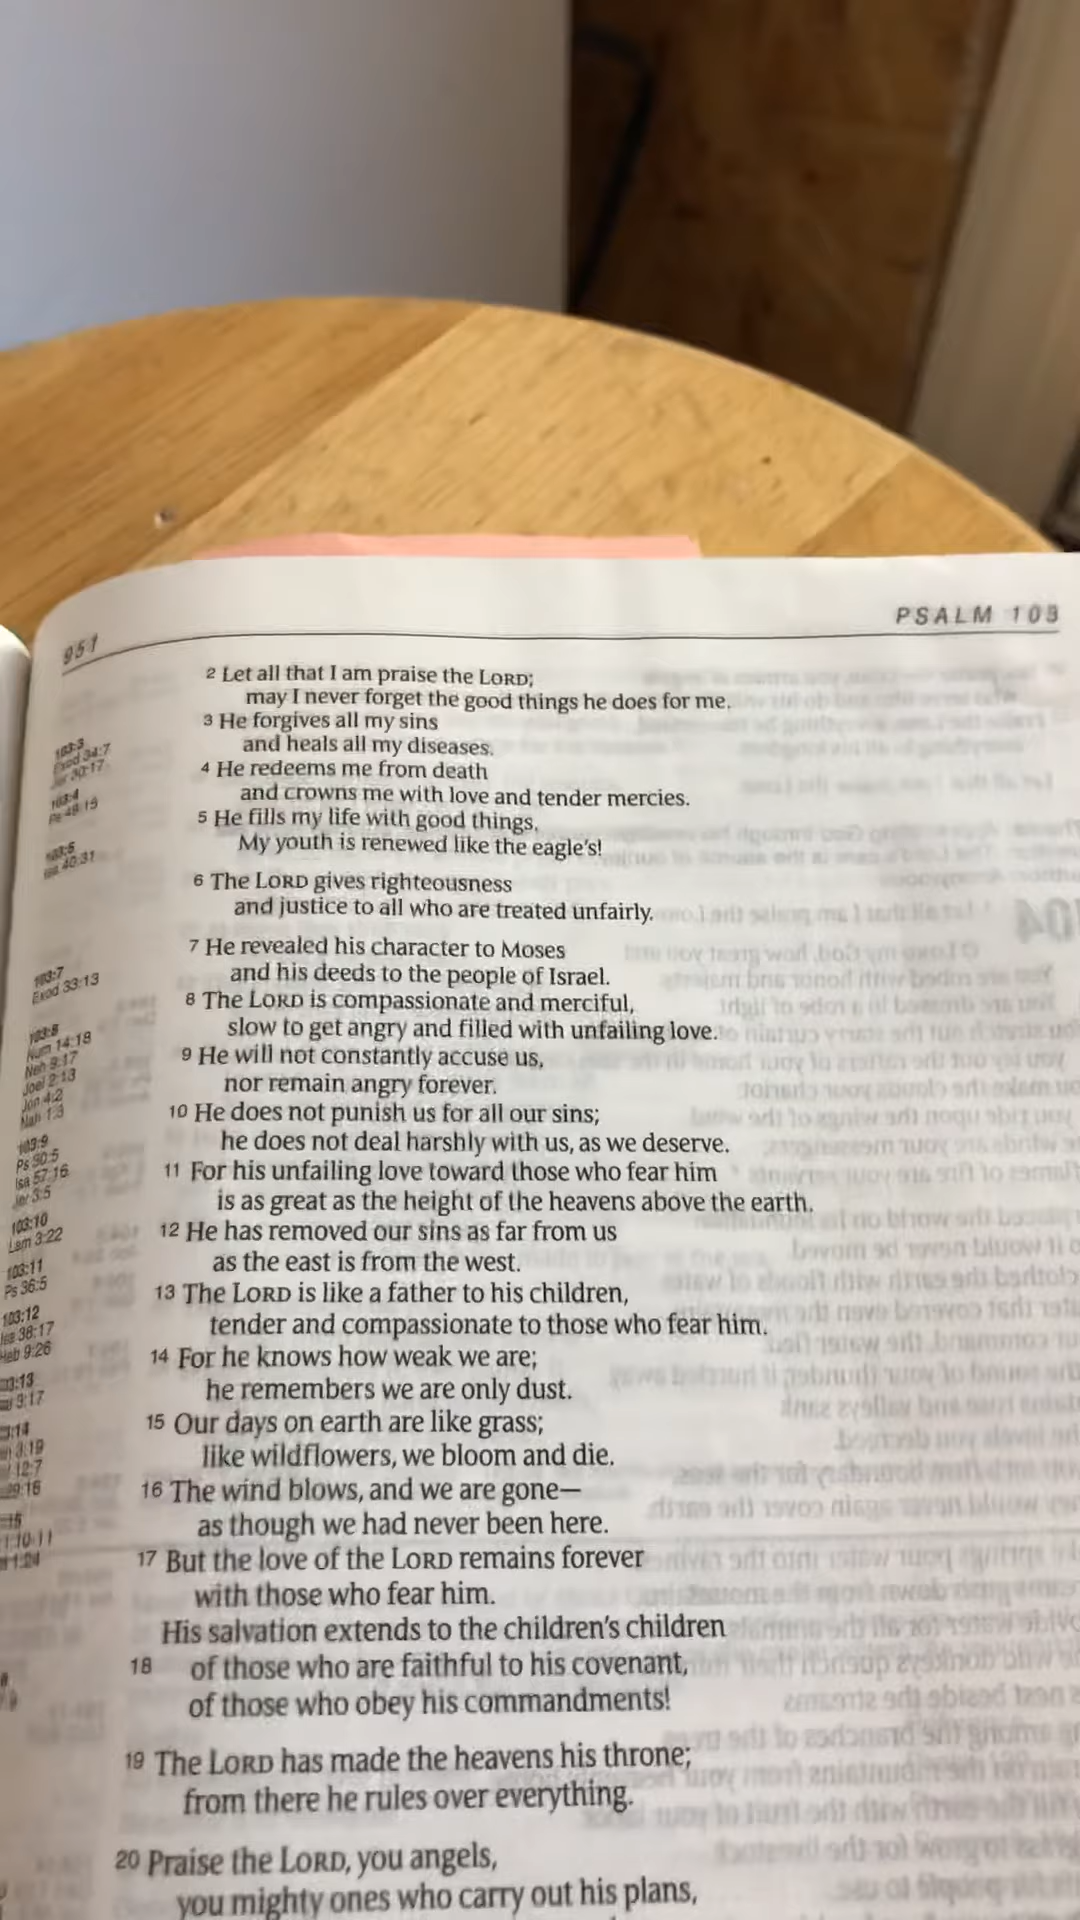 951
PSALM 103
2 Let all that I am praise the LORD;
may I never forget the good things he does for me.
3 He forgives all my sins
and heals all my diseases.
4 He redeems me from death
and crowns me with love and tender mercies.
5 He fills my life with good things.
My youth is renewed like the eagle's!
6 The LORD gives righteousness
and justice to all who are treated unfairly.
7 He revealed his character to Moses
and his deeds to the people of Israel.
8 The LORD is compassionate and merciful,
slow to get angry and filled with unfailing love.
9 He will not constantly accuse us,
nor remain angry forever.
10 He does not punish us for all our sins;
he does not deal harshly with us, as we deserve.
11 For his unfailing love toward those who fear him
is as great as the height of the heavens above the earth.
12 He has removed our sins as far from us
as the east is from the west.
13 The LORD is like a father to his children,
tender and compassionate to those who fear him.
14 For he knows how weak we are;
he remembers we are only dust.
15 Our days on earth are like grass;
like wildflowers, we bloom and die.
16 The wind blows, and we are gone—
as though we had never been here.
17 But the love of the LORD remains forever
with those who fear him.
His salvation extends to the children's children
18 of those who are faithful to his covenant,
of those who obey his commandments!
19 The LORD has made the heavens his throne;
from there he rules over everything.
20 Praise the LORD, you angels,
you mighty ones who carry out his plans,
103:3
Exod 34:7
Jer 30:17
103:4
Ps 49:15
103:5
Isa 40:31
103:7
Exod 33:13
103:8
Num 14:18
Neh 9:17
Joel 2:13
Jon 4:2
Nah 1:3
103:9
Ps 30:5
Isa 57:16
Jer 3:5
103:10
Lam 3:22
103:11
Ps 36:5
103:12
Isa 38:17
Heb 9:26
3:17
3:14
3:19
12:7
1:10-11
1:24
104